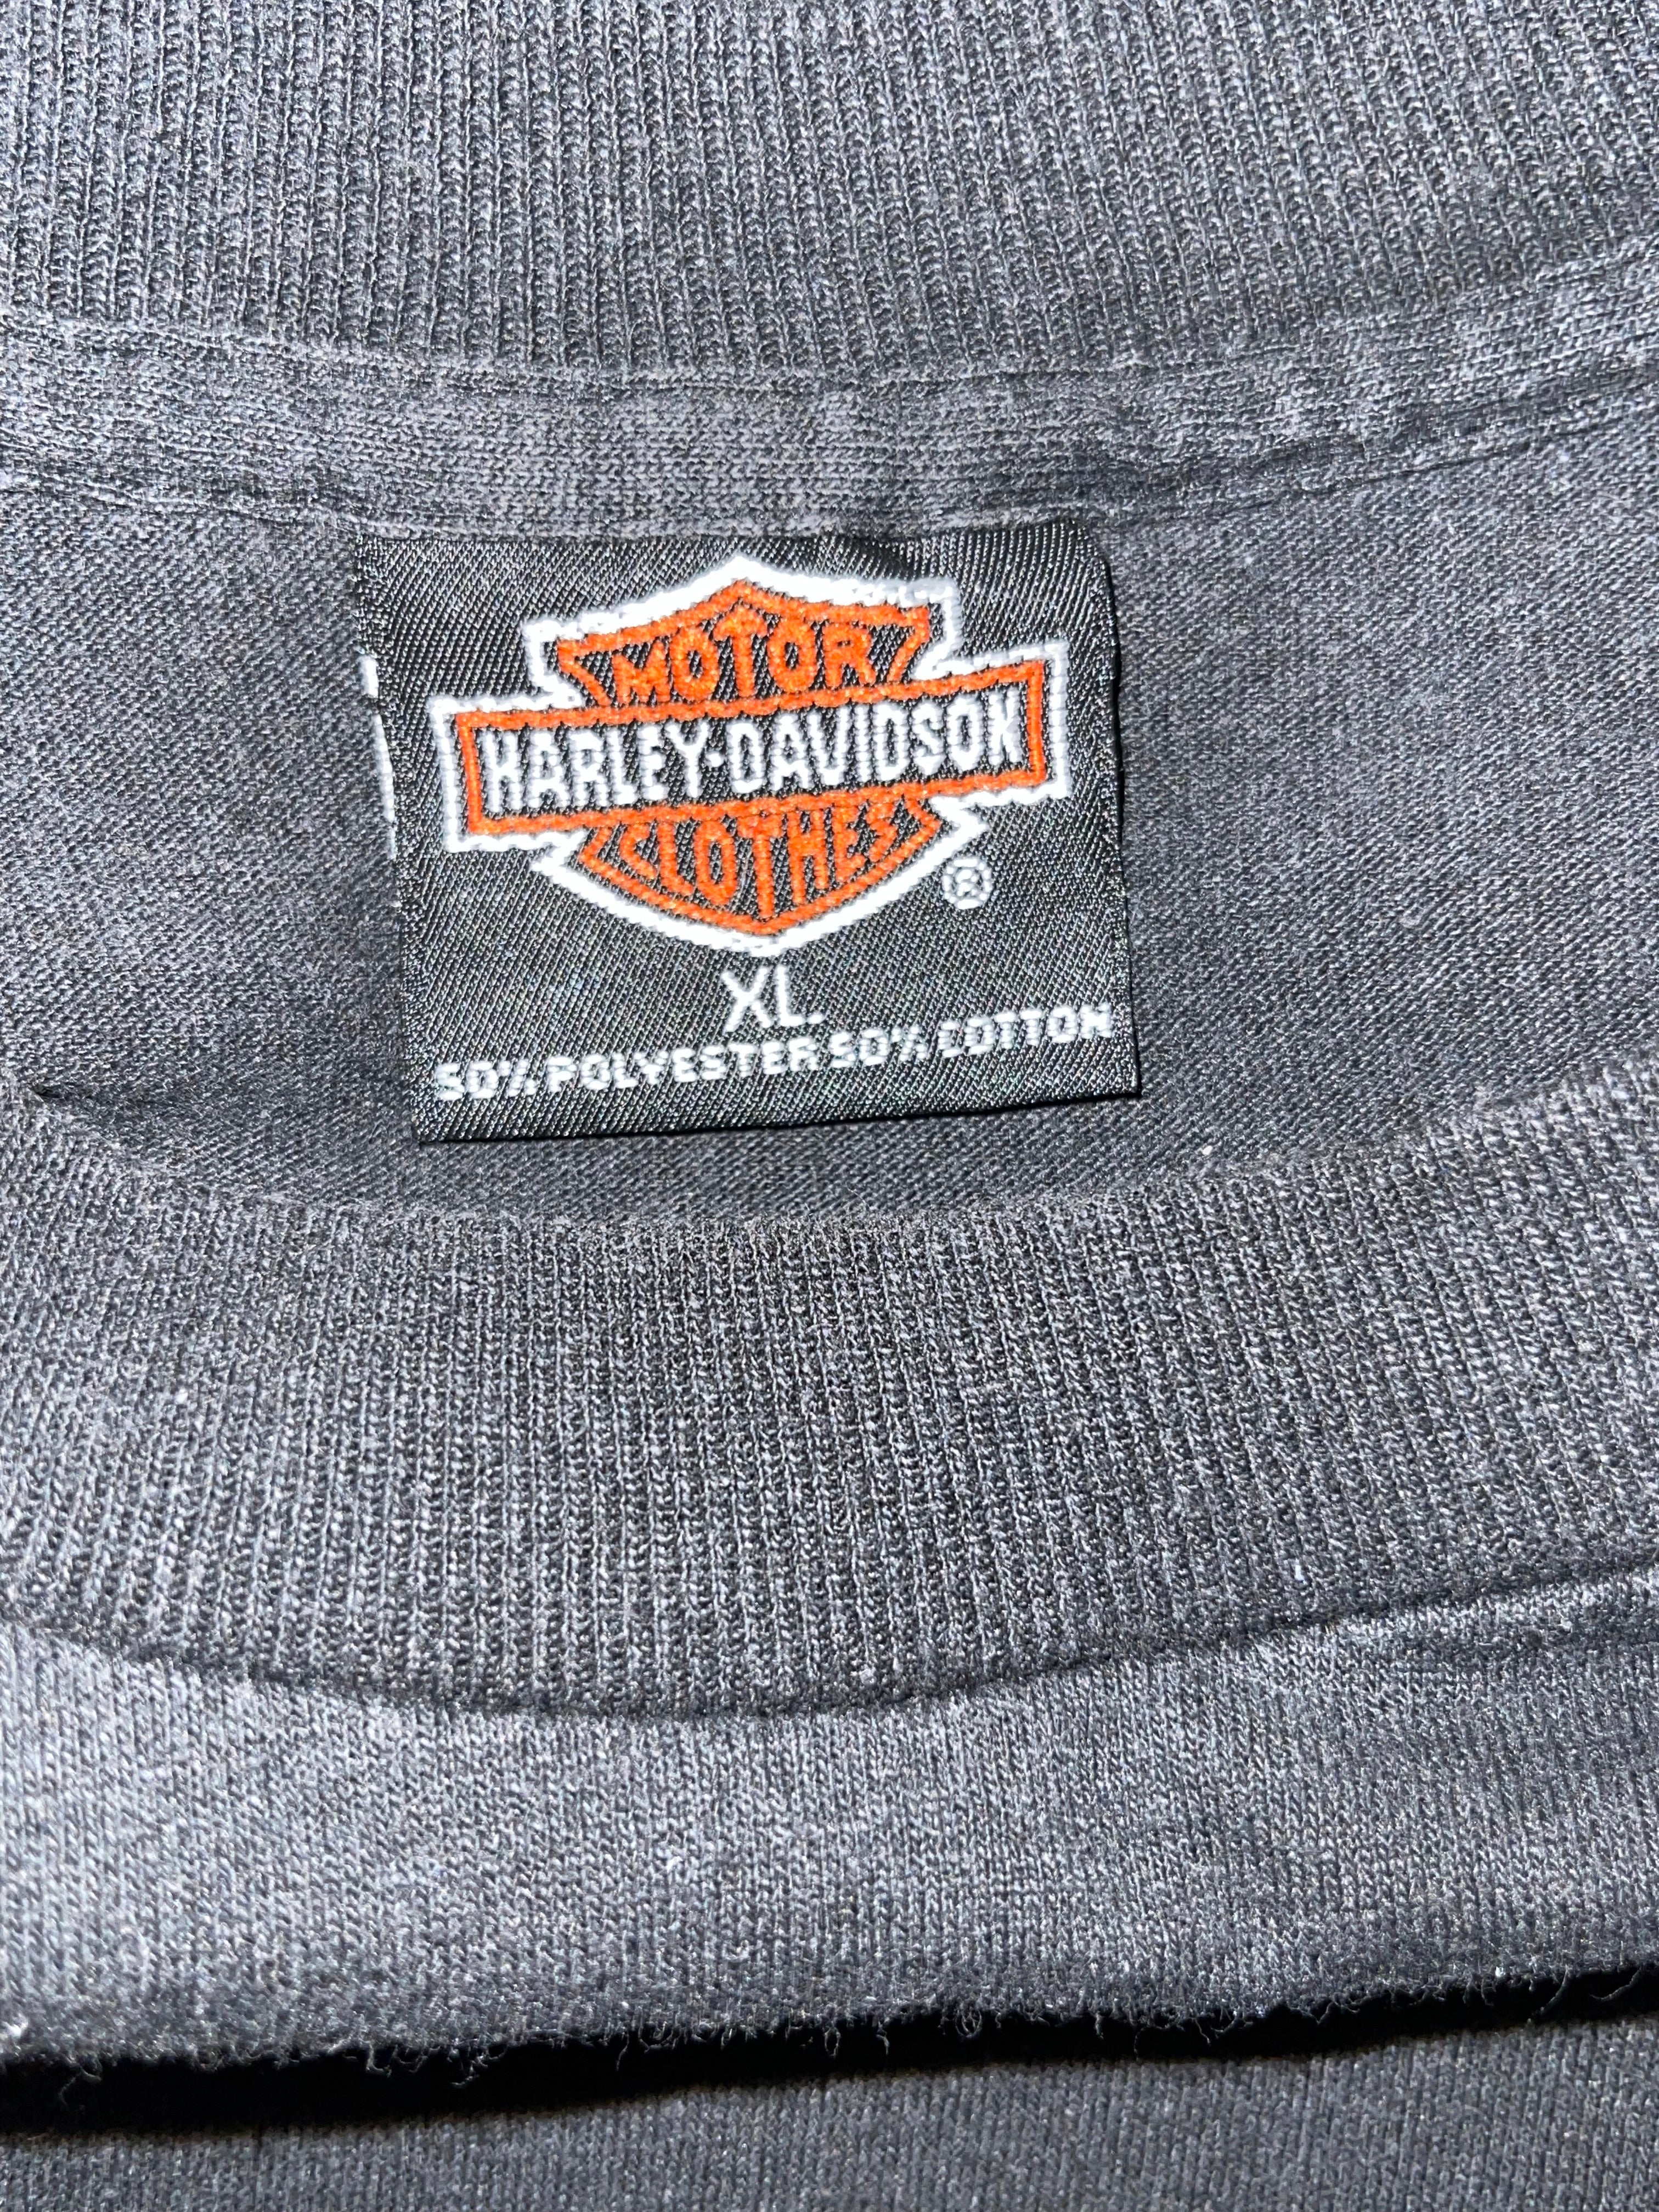 MOTOR
HARLEY-DAVIDSON
CLOTHES
®
XL
50% POLYESTER 50% COTTON